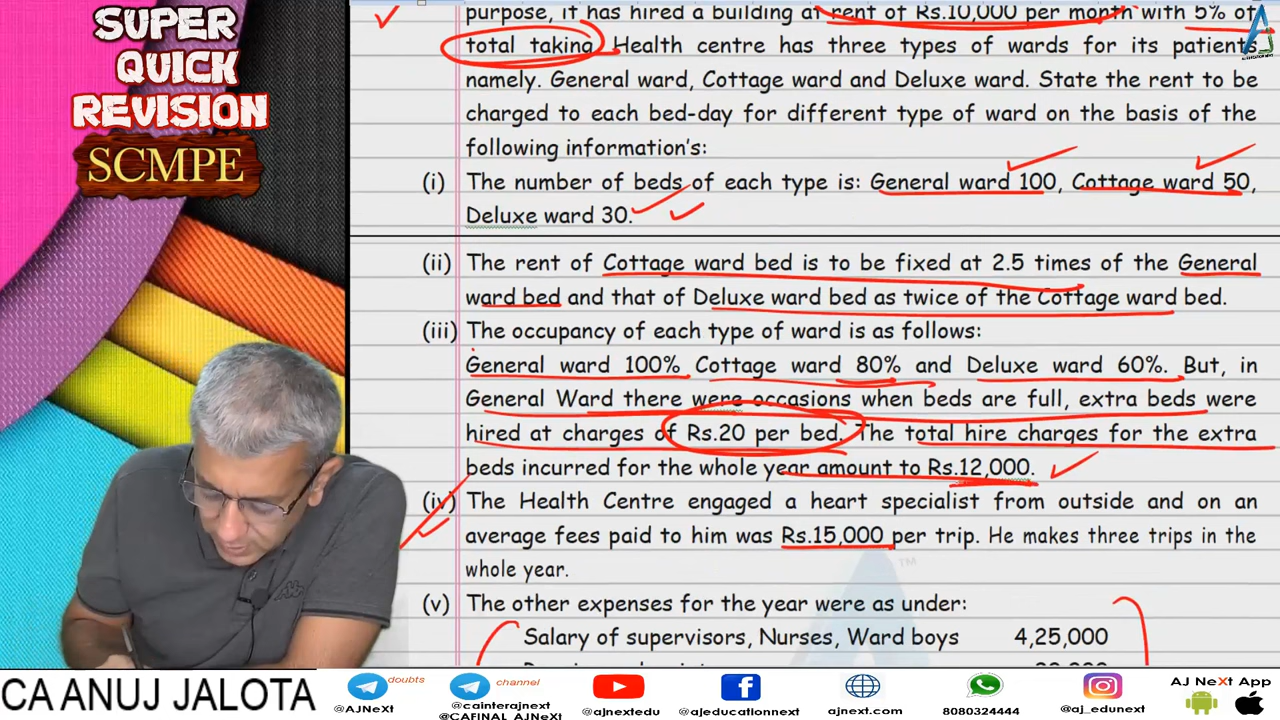 SUPER
QUICK
REVISION
SCMPE
purpose, it has hired a building at rent of Rs.10,000 per month with 5% of
total taking. Health centre has three types of wards for its patients
namely. General ward, Cottage ward and Deluxe ward. State the rent to be
charged to each bed-day for different type of ward on the basis of the
following information's:
(i) The number of beds of each type is: General ward 100, Cottage ward 50,
Deluxe ward 30.
(ii) The rent of Cottage ward bed is to be fixed at 2.5 times of the General
ward bed and that of Deluxe ward bed as twice of the Cottage ward bed.
(iii) The occupancy of each type of ward is as follows:
General ward 100% Cottage ward 80% and Deluxe ward 60%. But, in
General Ward there were occasions when beds are full, extra beds were
hired at charges of Rs.20 per bed. The total hire charges for the extra
beds incurred for the whole year amount to Rs.12,000.
(iv) The Health Centre engaged a heart specialist from outside and on an
average fees paid to him was Rs.15,000 per trip. He makes three trips in the
whole year.
TM
(v) The other expenses for the year were as under:
Salary of supervisors, Nurses, Ward boys 4,25,000
CA ANUJ JALOTA
doubts
@AJNeXt
channel
@cainterajnext
@CAFINAL_AJNeXt
@ajnextedu
@ajeducationnext
ajnext.com
8080324444
@aj_edunext
AJ NeXt App